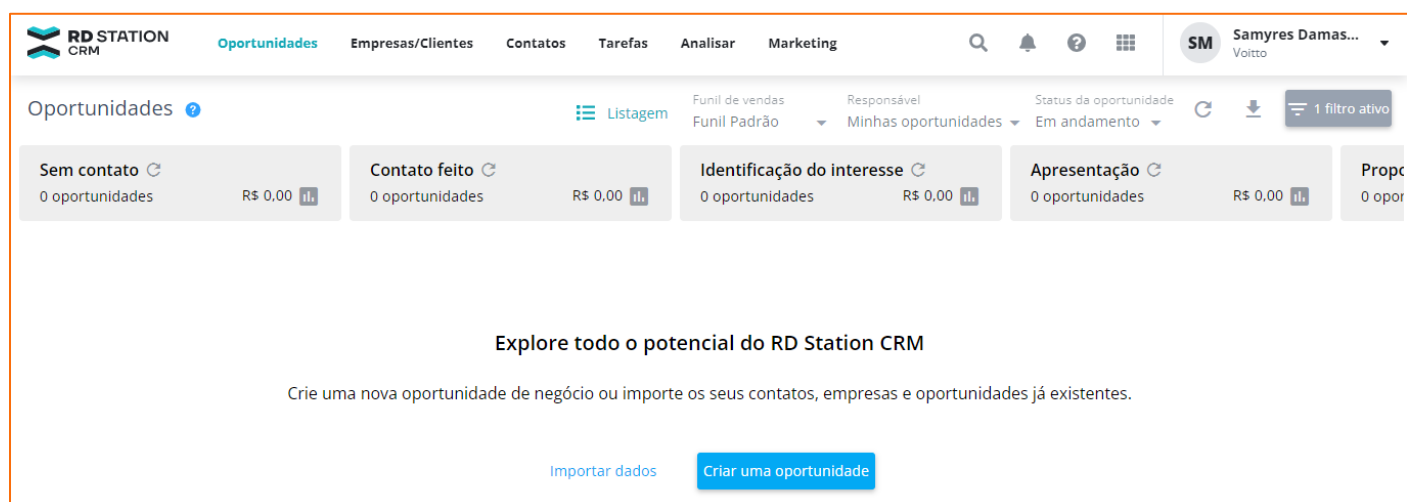 RD STATION
CRM
Oportunidades Empresas/Clientes Contatos Tarefas Analisar Marketing
SM
Samyres Damas...
Voitto
Oportunidades ?
Listagem
Funil de vendas
Funil Padrão
Responsável
Minhas oportunidades
Status da oportunidade
Em andamento
1 filtro ativo
Sem contato
0 oportunidades R$ 0,00
Contato feito
0 oportunidades R$ 0,00
Identificação do interesse
0 oportunidades R$ 0,00
Apresentação
0 oportunidades R$ 0,00
Propo
0 opor
Explore todo o potencial do RD Station CRM
Crie uma nova oportunidade de negócio ou importe os seus contatos, empresas e oportunidades já existentes.
Importar dados Criar uma oportunidade